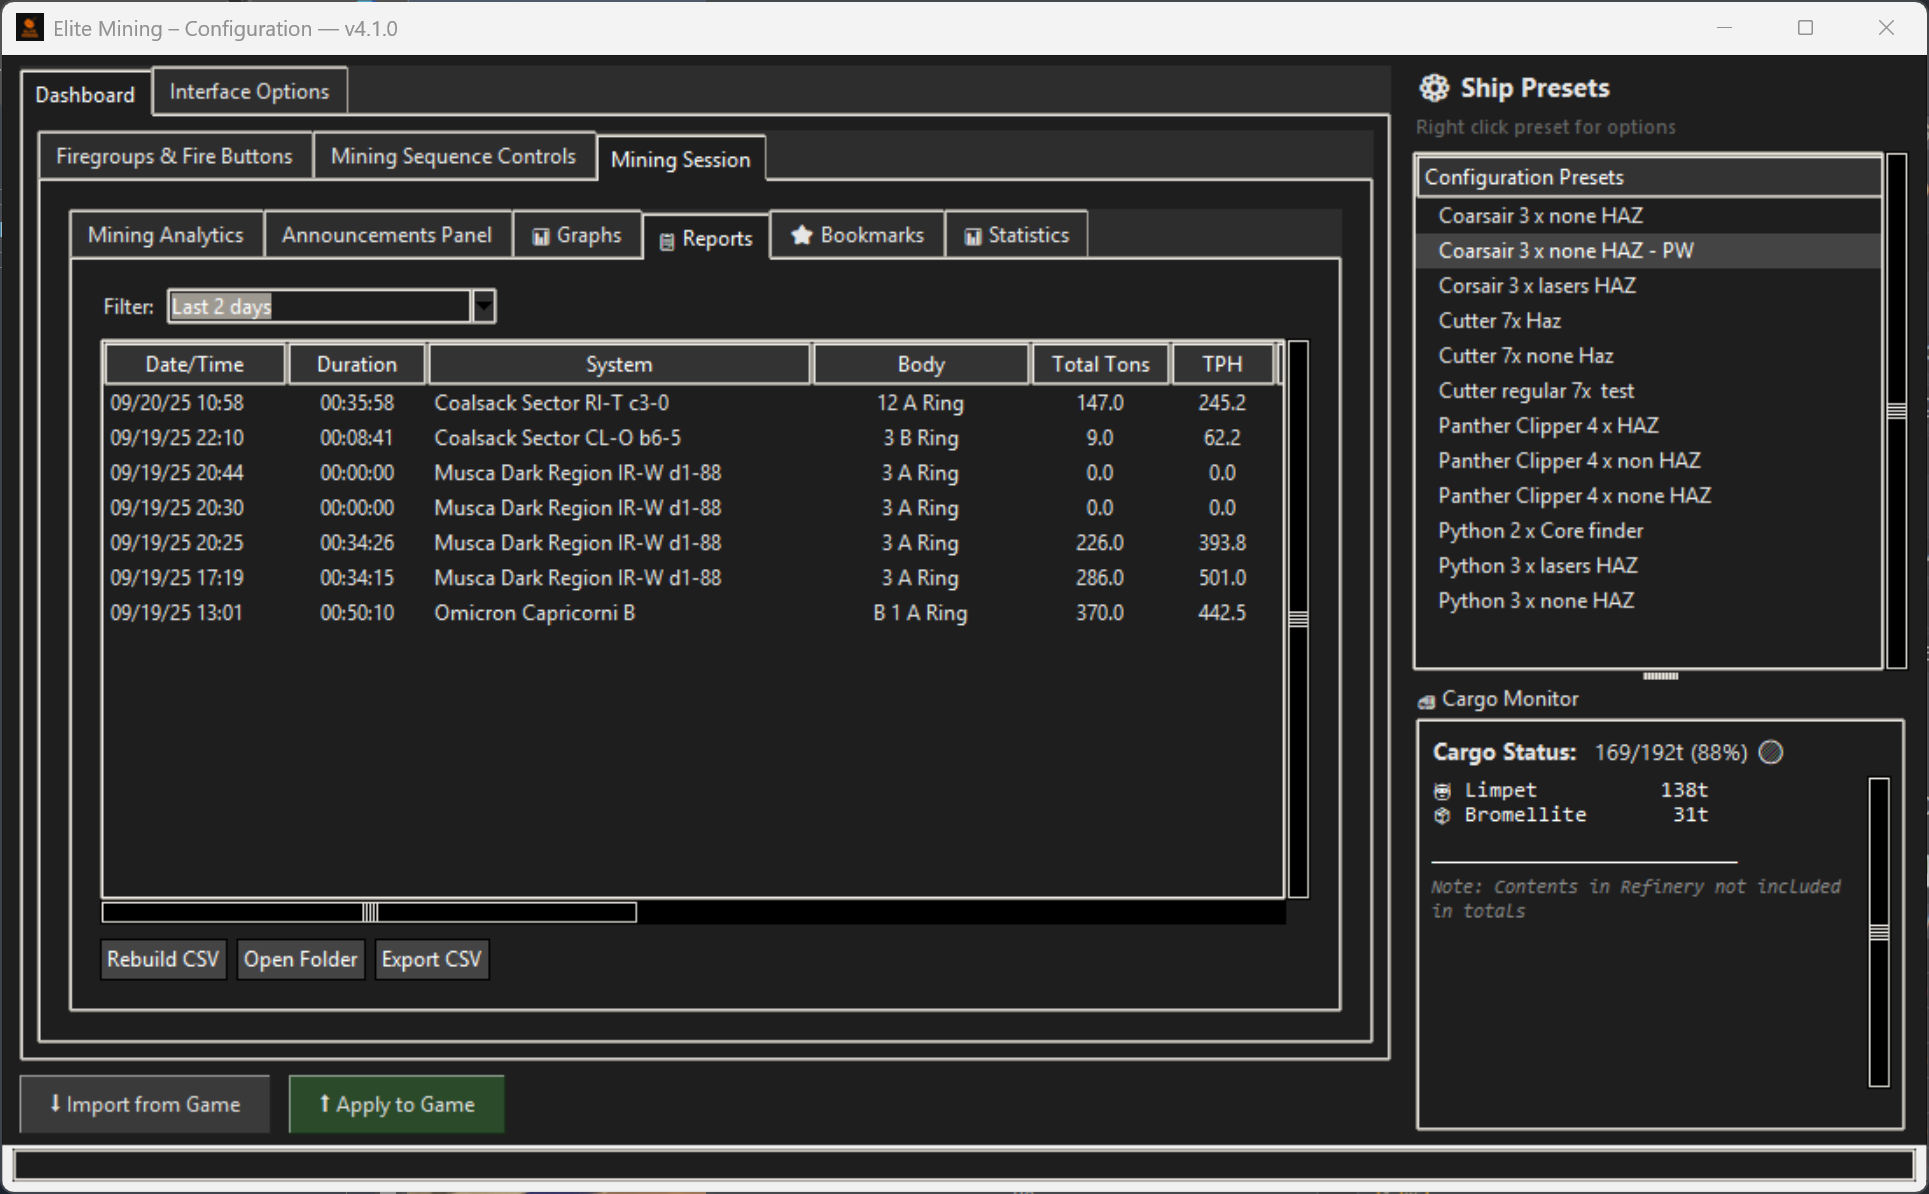 Elite Mining – Configuration — v4.1.0
Dashboard
Interface Options
Firegroups & Fire Buttons
Mining Sequence Controls
Mining Session
Mining Analytics
Announcements Panel
Graphs
Reports
Bookmarks
Statistics
Filter: Last 2 days
Date/Time Duration System Body Total Tons TPH
09/20/25 10:58 00:35:58 Coalsack Sector RI-T c3-0 12 A Ring 147.0 245.2
09/19/25 22:10 00:08:41 Coalsack Sector CL-O b6-5 3 B Ring 9.0 62.2
09/19/25 20:44 00:00:00 Musca Dark Region IR-W d1-88 3 A Ring 0.0 0.0
09/19/25 20:30 00:00:00 Musca Dark Region IR-W d1-88 3 A Ring 0.0 0.0
09/19/25 20:25 00:34:26 Musca Dark Region IR-W d1-88 3 A Ring 226.0 393.8
09/19/25 17:19 00:34:15 Musca Dark Region IR-W d1-88 3 A Ring 286.0 501.0
09/19/25 13:01 00:50:10 Omicron Capricorni B B 1 A Ring 370.0 442.5
Rebuild CSV
Open Folder
Export CSV
Import from Game
Apply to Game
Ship Presets
Right click preset for options
Configuration Presets
Coarsair 3 x none HAZ
Coarsair 3 x none HAZ - PW
Corsair 3 x lasers HAZ
Cutter 7x Haz
Cutter 7x none Haz
Cutter regular 7x  test
Panther Clipper 4 x HAZ
Panther Clipper 4 x non HAZ
Panther Clipper 4 x none HAZ
Python 2 x Core finder
Python 3 x lasers HAZ
Python 3 x none HAZ
Cargo Monitor
Cargo Status: 169/192t (88%)
Limpet 138t
Bromellite 31t
Note: Contents in Refinery not included
in totals